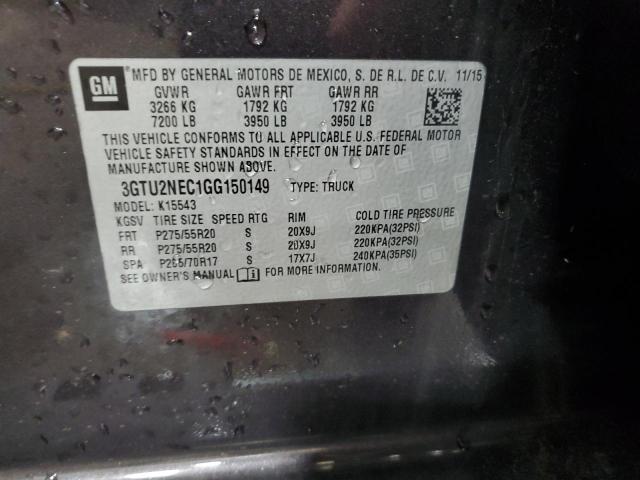 GM MFD BY GENERAL MOTORS DE MEXICO, S. DE R.L. DE C.V. 11/15
GVWR GAWR FRT GAWR RR
3266 KG 1792 KG 1792 KG
7200 LB 3950 LB 3950 LB
THIS VEHICLE CONFORMS TO ALL APPLICABLE U.S. FEDERAL MOTOR
VEHICLE SAFETY STANDARDS IN EFFECT ON THE DATE OF
MANUFACTURE SHOWN ABOVE.
3GTU2NEC1GG150149 TYPE: TRUCK
MODEL: K15543
KGSV TIRE SIZE SPEED RTG RIM COLD TIRE PRESSURE
FRT P275/55R20 S 20X9J 220KPA(32PSI)
RR P275/55R20 S 20X9J 220KPA(32PSI)
SPA P265/70R17 S 17X7J 240KPA(35PSI)
SEE OWNER'S MANUAL FOR MORE INFORMATION.